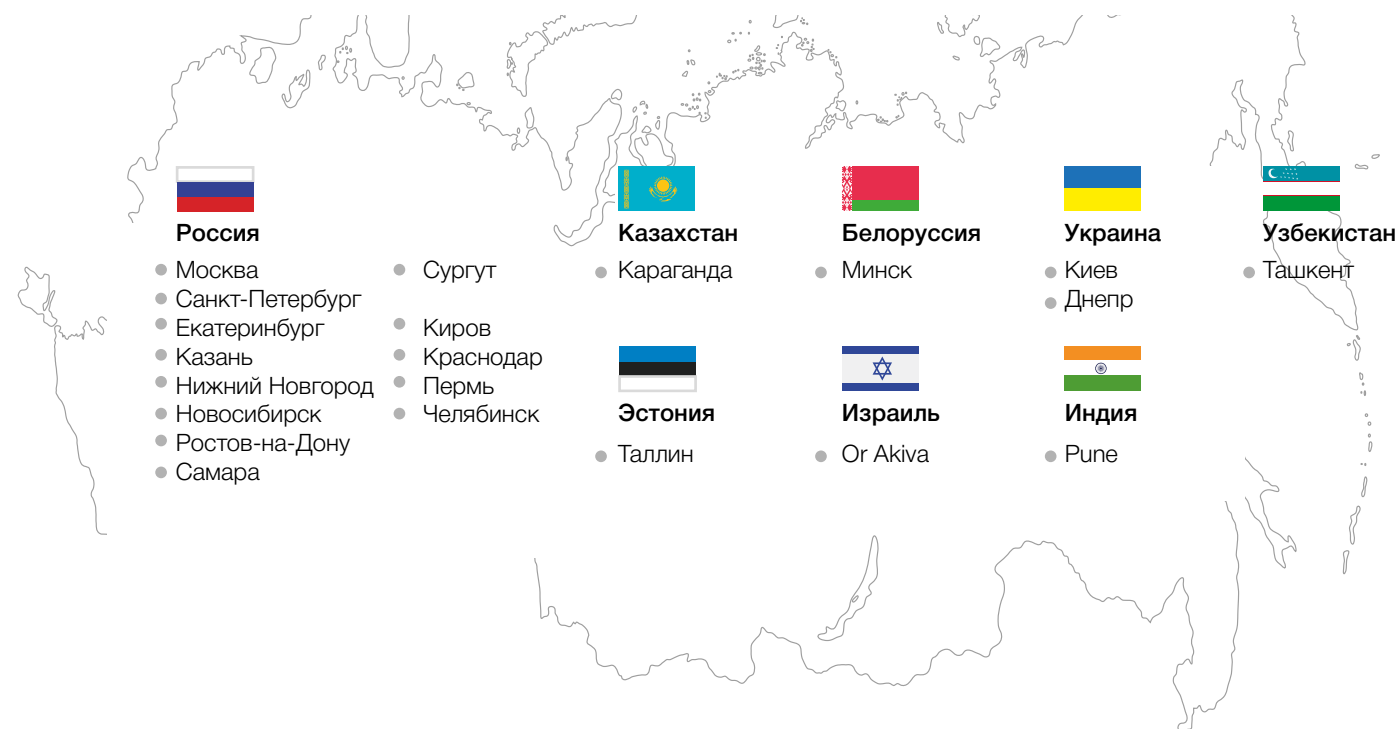 Россия
Москва
Санкт-Петербург
Екатеринбург
Казань
Нижний Новгород
Новосибирск
Ростов-на-Дону
Самара
Сургут
Киров
Краснодар
Пермь
Челябинск
Казахстан
Караганда
Белоруссия
Минск
Украина
Киев
Днепр
Узбекистан
Ташкент
Эстония
Таллин
Израиль
Or Akiva
Индия
Pune